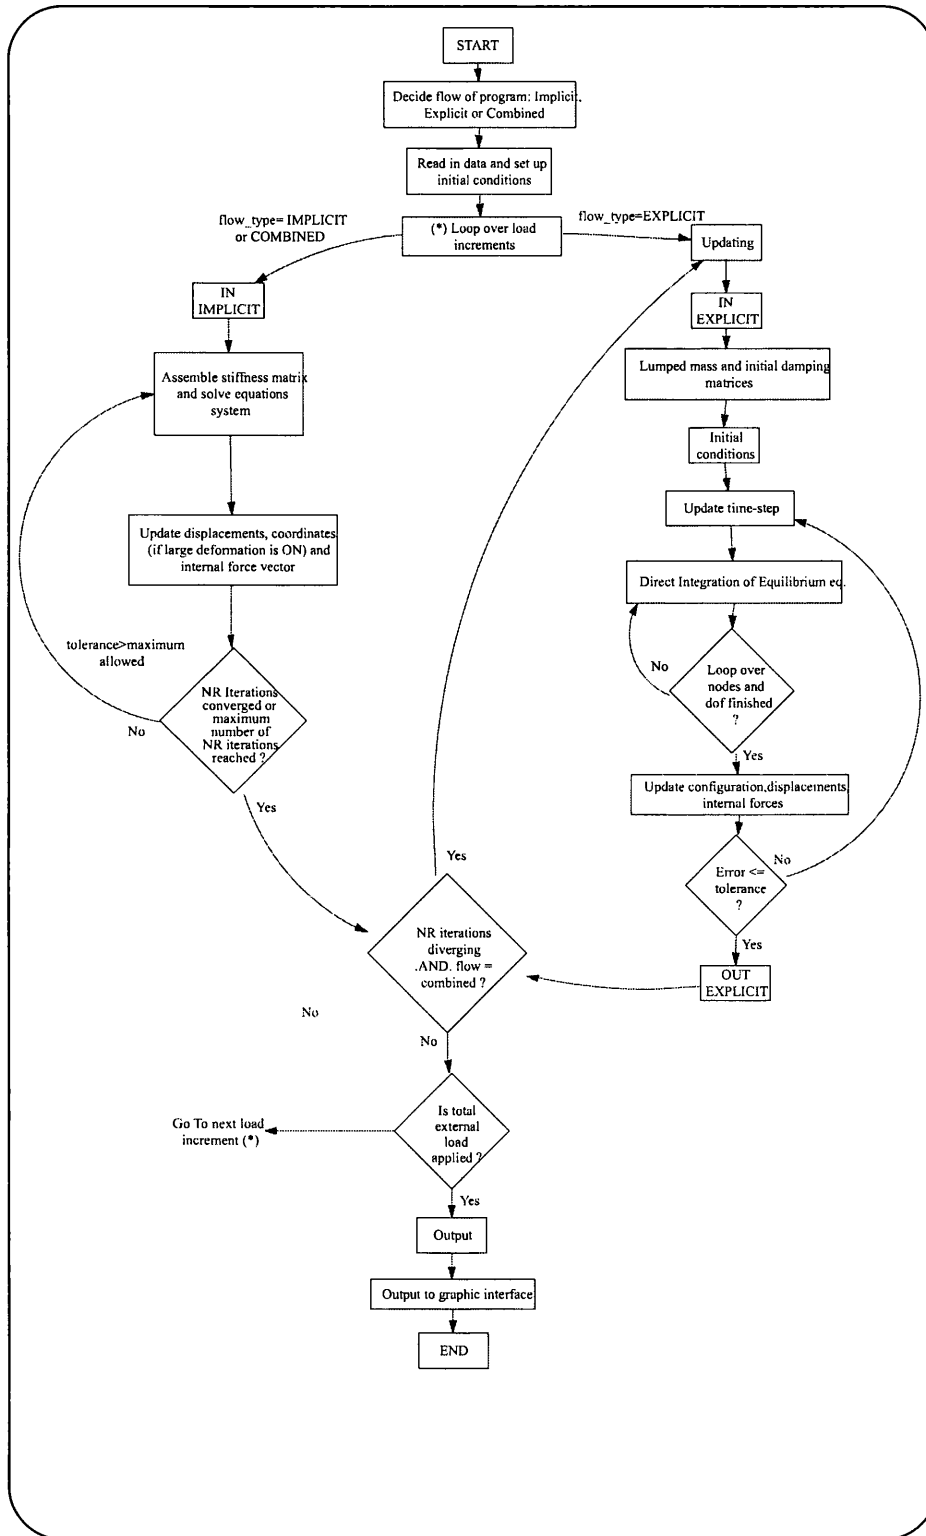 START
Decide flow of program: Implicit,
Explicit or Combined
Read in data and set up
initial conditions
flow_type= IMPLICIT
or COMBINED
(*) Loop over load
increments
flow_type=EXPLICIT
Updating
IN
IMPLICIT
IN
EXPLICIT
Assemble stiffness matrix
and solve equations
system
Lumped mass and initial damping
matrices
Initial
conditions
Update time-step
Update displacements, coordinates
(if large deformation is ON) and
internal force vector
Direct Integration of Equilibrium eq.
tolerance>maximum
allowed
No
Loop over
nodes and
dof finished
?
NR Iterations
converged or
maximum
number of
NR iterations
reached ?
No
Yes
Yes
Update configuration,displacements,
internal forces
Yes
Error <=
tolerance
?
No
Yes
NR iterations
diverging
.AND. flow =
combined ?
OUT
EXPLICIT
No
No
Is total
external
load
applied ?
Go To next load
increment (*)
Yes
Output
Output to graphic interface
END